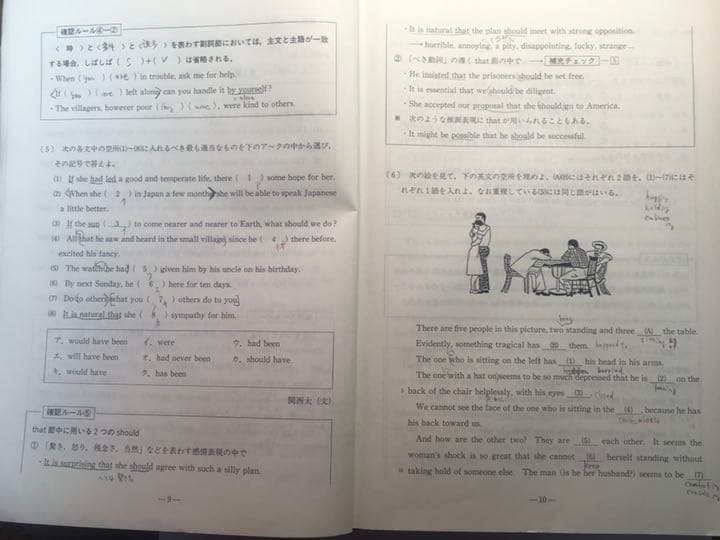 確認ルール④―②
〈 時 〉と〈条件〉と〈譲歩〉を表わす副詞節においては，主文と主語が一致
する場合，しばしば（ S ）+（ V ）は省略される。
・When (you) (are) in trouble, ask me for help.
・If (you) (are) left alone, can you handle it by yourself?
・The villagers, however poor (they) (were), were kind to others.
(5) 次の各文中の空所(1)～(8)に入れるべき最も適当なものを下のア～クの中から選び，
その記号で答えよ。
(1) If she had led a good and temperate life, there ( 1 ) some hope for her.
(2) When she ( 2 ) in Japan a few months, she will be able to speak Japanese
a little better.
(3) If the sun ( 3 ) to come nearer and nearer to Earth, what should we do?
(4) All that he saw and heard in the small village, since he ( 4 ) there before,
excited his fancy.
(5) The watch he had ( 5 ) given him by his uncle on his birthday.
(6) By next Sunday, he ( 6 ) here for ten days.
(7) Do to others what you ( 7 ) others do to you.
(8) It is natural that she ( 8 ) sympathy for him.
ア．would have been イ．were ウ．had been
エ．will have been オ．had never been カ．should have
キ．would have ク．has been
関西大（文）
確認ルール⑤
that 節中に用いる2つの should
① 「驚き，怒り，残念さ，当然」などを表わす感情表現の中で
・It is surprising that she should agree with such a silly plan.
―9―
・It is natural that the plan should meet with strong opposition.
→ horrible, annoying, a pity, disappointing, lucky, strange …
② 「べき動詞」の導く that 節の中で → 補充チェック―5
・He insisted that the prisoners should be set free.
・It is essential that we should be diligent.
・She accepted our proposal that she should go to America.
※ 次のような推測表現に that が用いられることもある。
・It might be possible that he should be successful.
(6) 次の絵を見て，下の英文の空所を埋めよ。(A)(B)にはそれぞれ2語を，(1)～(7)にはそ
れぞれ1語を入れよ。なお重複している(5)には同じ語がはいる。
There are five people in this picture, two standing and three (A) the table.
Evidently, something tragical has (B) them. happened to
The one who is sitting on the left has (1) his head in his arms.
The one with a hat on seems to be so much depressed that he is (2) on the
5 back of the chair helplessly, with his eyes (3). closed
We cannot see the face of the one who is sitting in the (4) because he has
his back toward us.
And how are the other two? They are (5) each other. It seems the
woman's shock is so great that she cannot (6) herself standing without
10 taking hold of someone else. The man (is he her husband?) seems to be (7)
keep
―10―